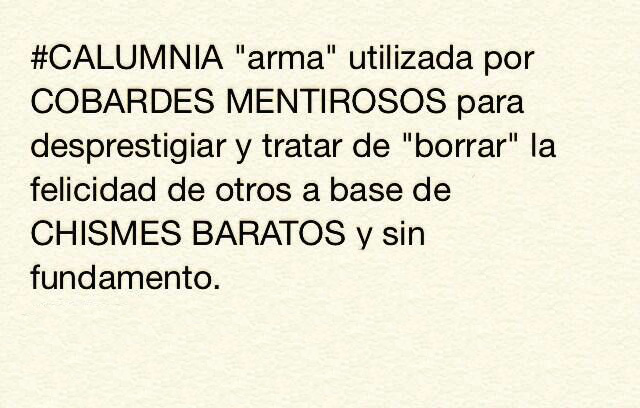 #CALUMNIA "arma" utilizada por
COBARDES MENTIROSOS para
desprestigiar y tratar de "borrar" la
felicidad de otros a base de
CHISMES BARATOS y sin
fundamento.